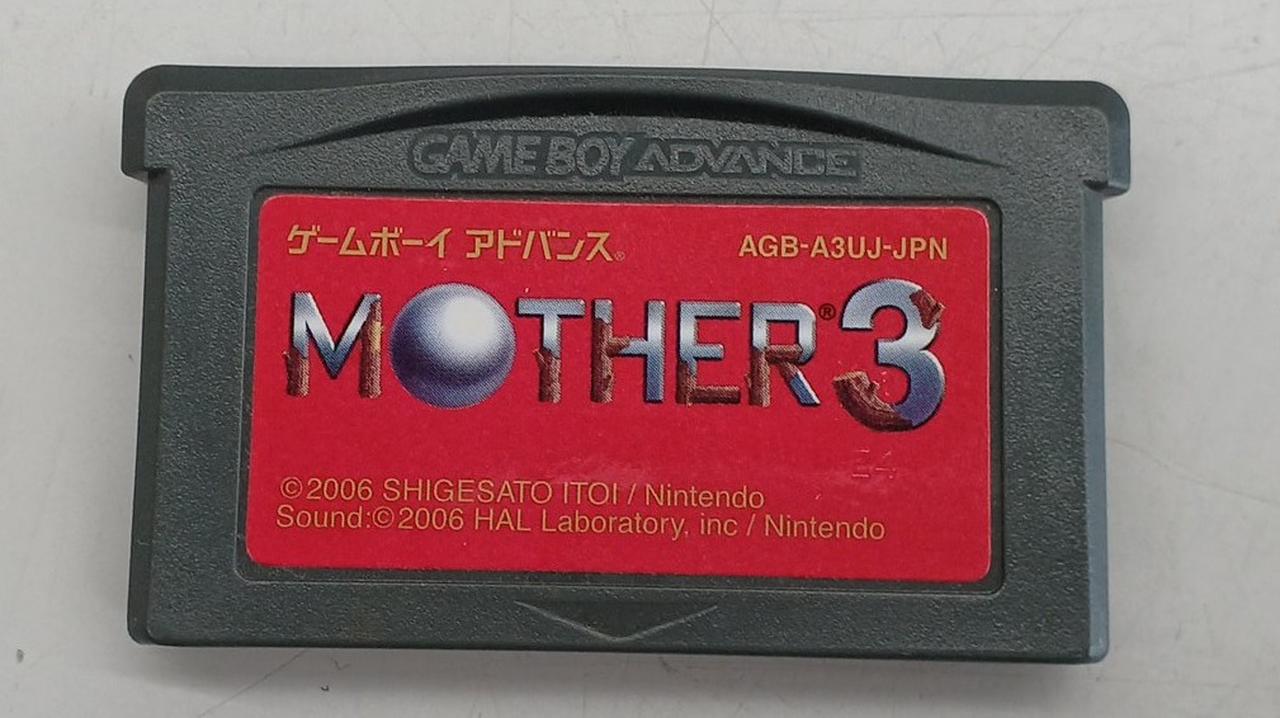 GAME BOY ADVANCE
ゲームボーイ アドバンス® AGB-A3UJ-JPN
MOTHER® 3
©2006 SHIGESATO ITOI / Nintendo
Sound:©2006 HAL Laboratory, inc / Nintendo